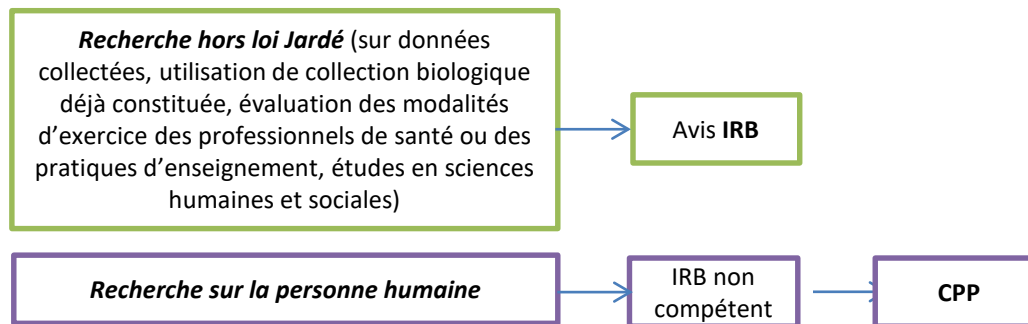 Recherche hors loi Jardé (sur données
collectées, utilisation de collection biologique
déjà constituée, évaluation des modalités
d’exercice des professionnels de santé ou des
pratiques d’enseignement, études en sciences
humaines et sociales)
Avis IRB
Recherche sur la personne humaine
IRB non
compétent
CPP